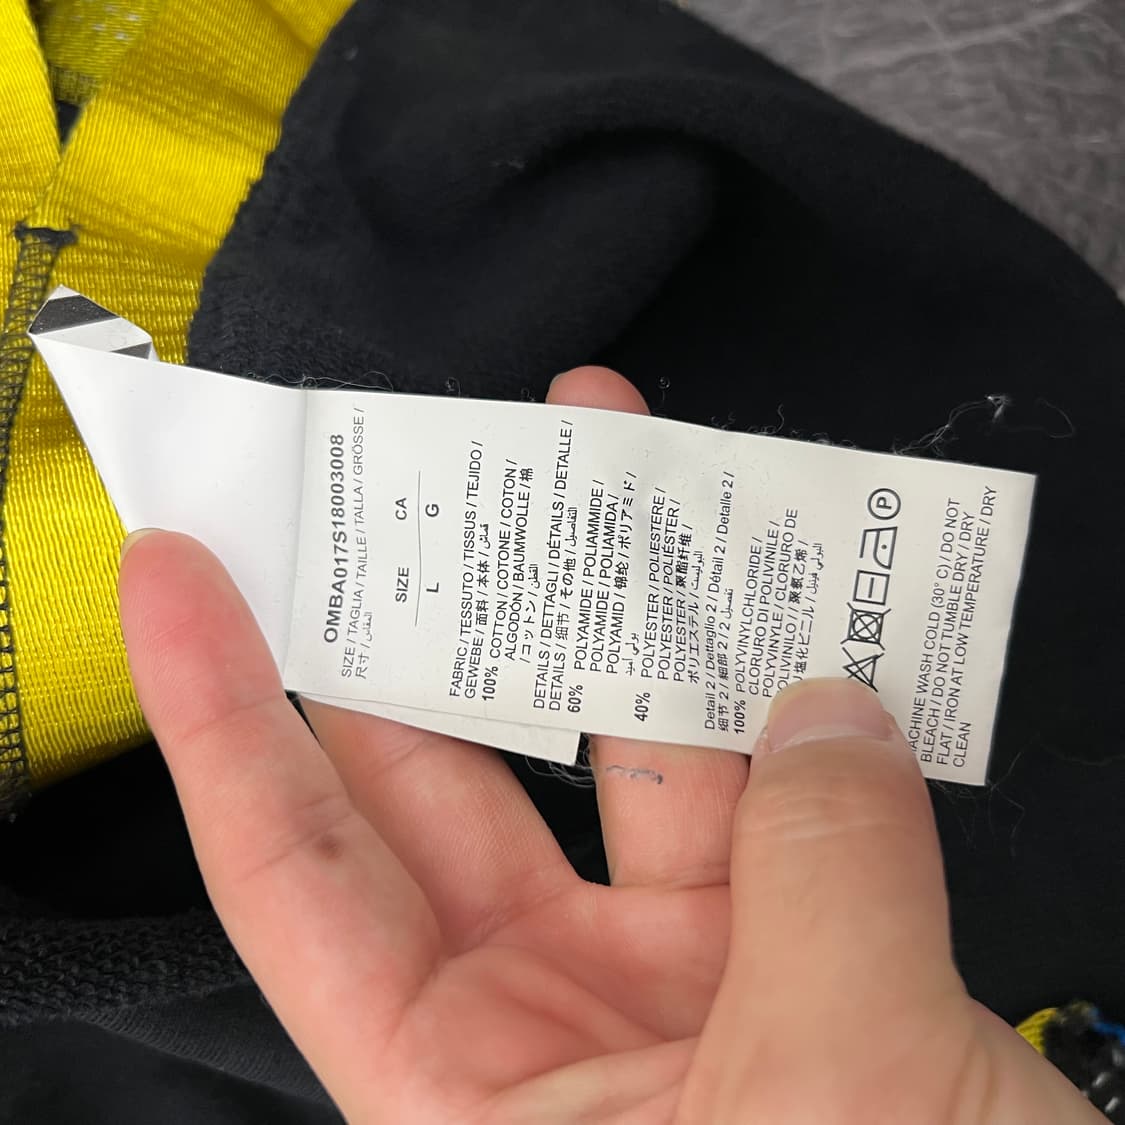 OMBA017S18003008
SIZE / TAGLIA / TAILLE / TALLA / GRÖSSE /
尺寸 / المقاس /
SIZE CA
L G
FABRIC / TESSUTO / TISSUS / TEJIDO /
GEWEBE / 面料 / 本体 / قماش /
100% COTTON / COTONE / COTON /
ALGODÓN / BAUMWOLLE / 棉
/ コットン / القطن /
DETAILS / DETTAGLI / DÉTAILS / DETALLE /
DETAILS / 细节 / その他 / التفاصيل /
60% POLYAMIDE / POLIAMMIDE /
POLYAMIDE / POLIAMIDA /
POLYAMID / 锦纶 / ポリアミド /
بولي أميد
40% POLYESTER / POLIESTERE /
POLYESTER / POLIÉSTER /
POLYESTER / 聚酯纤维 /
ポリエステル / البوليستر /
Detail 2 / Dettaglio 2 / Détail 2 / Detalle 2 /
细节 2 / 細部 2 / تفصيل 2 /
100% POLYVINYLCHLORIDE /
CLORURO DI POLIVINILE /
POLYVINYLE / CLORURO DE
POLIVINILO / / 聚氯乙烯 /
塩化ビニル / البولي فينيل /
P
MACHINE WASH COLD (30° C) / DO NOT
BLEACH / DO NOT TUMBLE DRY / DRY
FLAT / IRON AT LOW TEMPERATURE / DRY
CLEAN